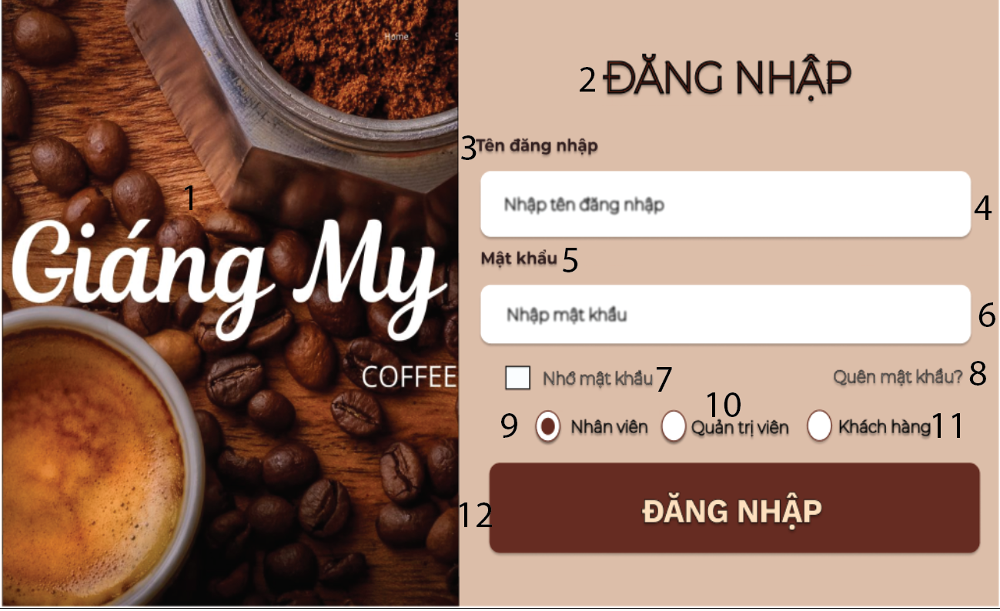 Home
S
1
Giáng My
COFFEE
2 ĐĂNG NHẬP
3 Tên đăng nhập
Nhập tên đăng nhập 4
Mật khẩu 5
Nhập mật khẩu 6
Nhớ mật khẩu 7 Quên mật khẩu? 8
10
9 Nhân viên Quản trị viên Khách hàng 11
12 ĐĂNG NHẬP